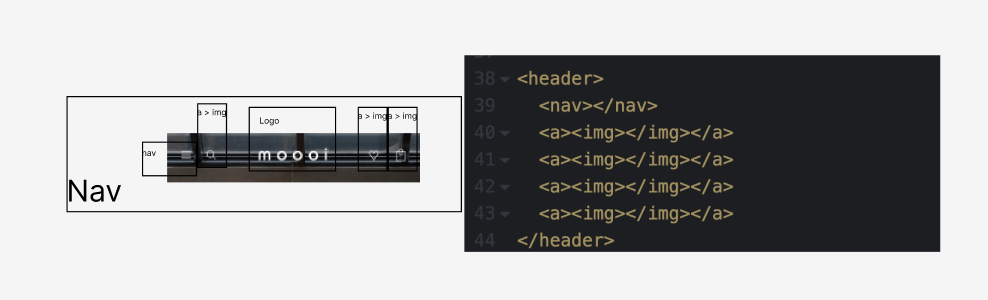 a > img
Logo
a > img
a > img
nav
moooi
Nav
38 <header>
39 <nav></nav>
40 <a><img></img></a>
41 <a><img></img></a>
42 <a><img></img></a>
43 <a><img></img></a>
44 </header>